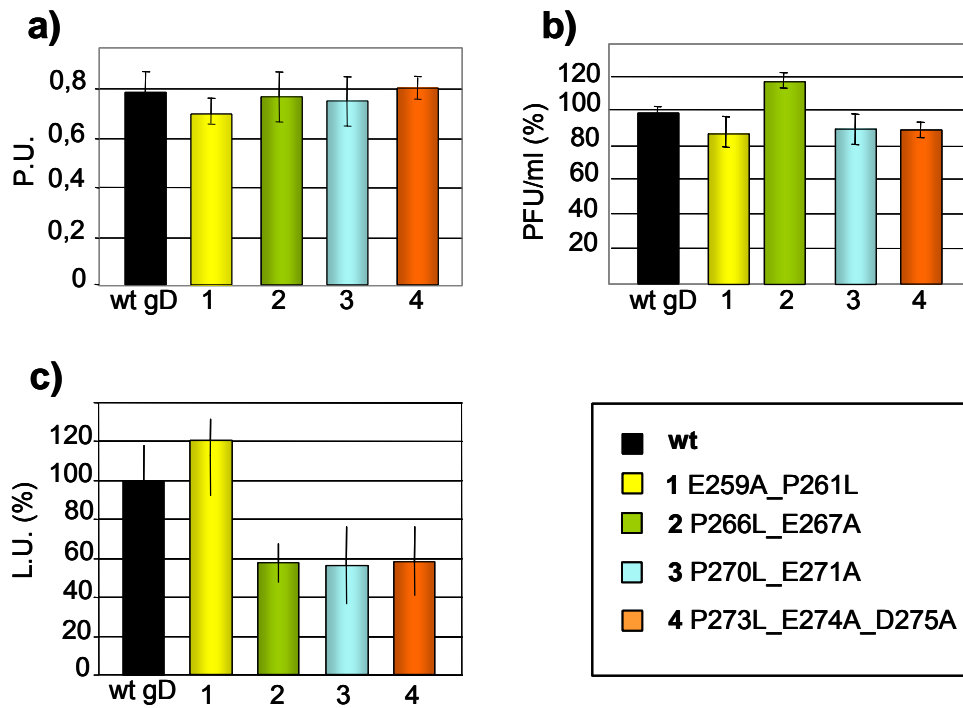 a)
P.U.
0,8
0,6
0,4
0,2
0
wt gD 1 2 3 4
b)
PFU/ml (%)
120
100
80
60
40
20
wt gD 1 2 3 4
c)
L.U. (%)
120
100
80
60
40
20
0
wt gD 1 2 3 4
wt
1 E259A_P261L
2 P266L_E267A
3 P270L_E271A
4 P273L_E274A_D275A